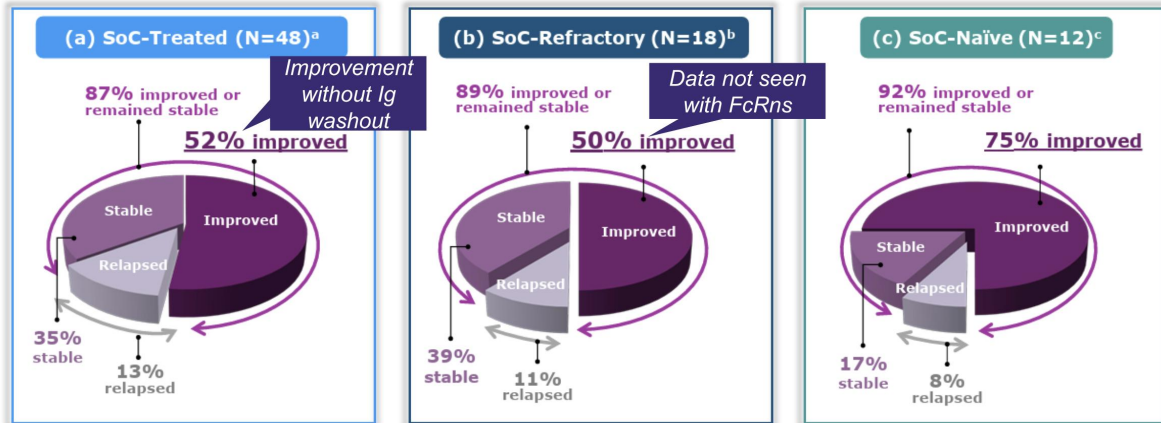 (a) SoC-Treated (N=48)ᵃ
87% improved or
remained stable
Improvement
without Ig
washout
52% improved
Stable
Improved
Relapsed
35%
stable
13%
relapsed
(b) SoC-Refractory (N=18)ᵇ
89% improved or
remained stable
Data not seen
with FcRns
50% improved
Stable
Improved
Relapsed
39%
stable
11%
relapsed
(c) SoC-Naïve (N=12)ᶜ
92% improved or
remained stable
75% improved
Improved
Stable
Relapsed
17%
stable
8%
relapsed